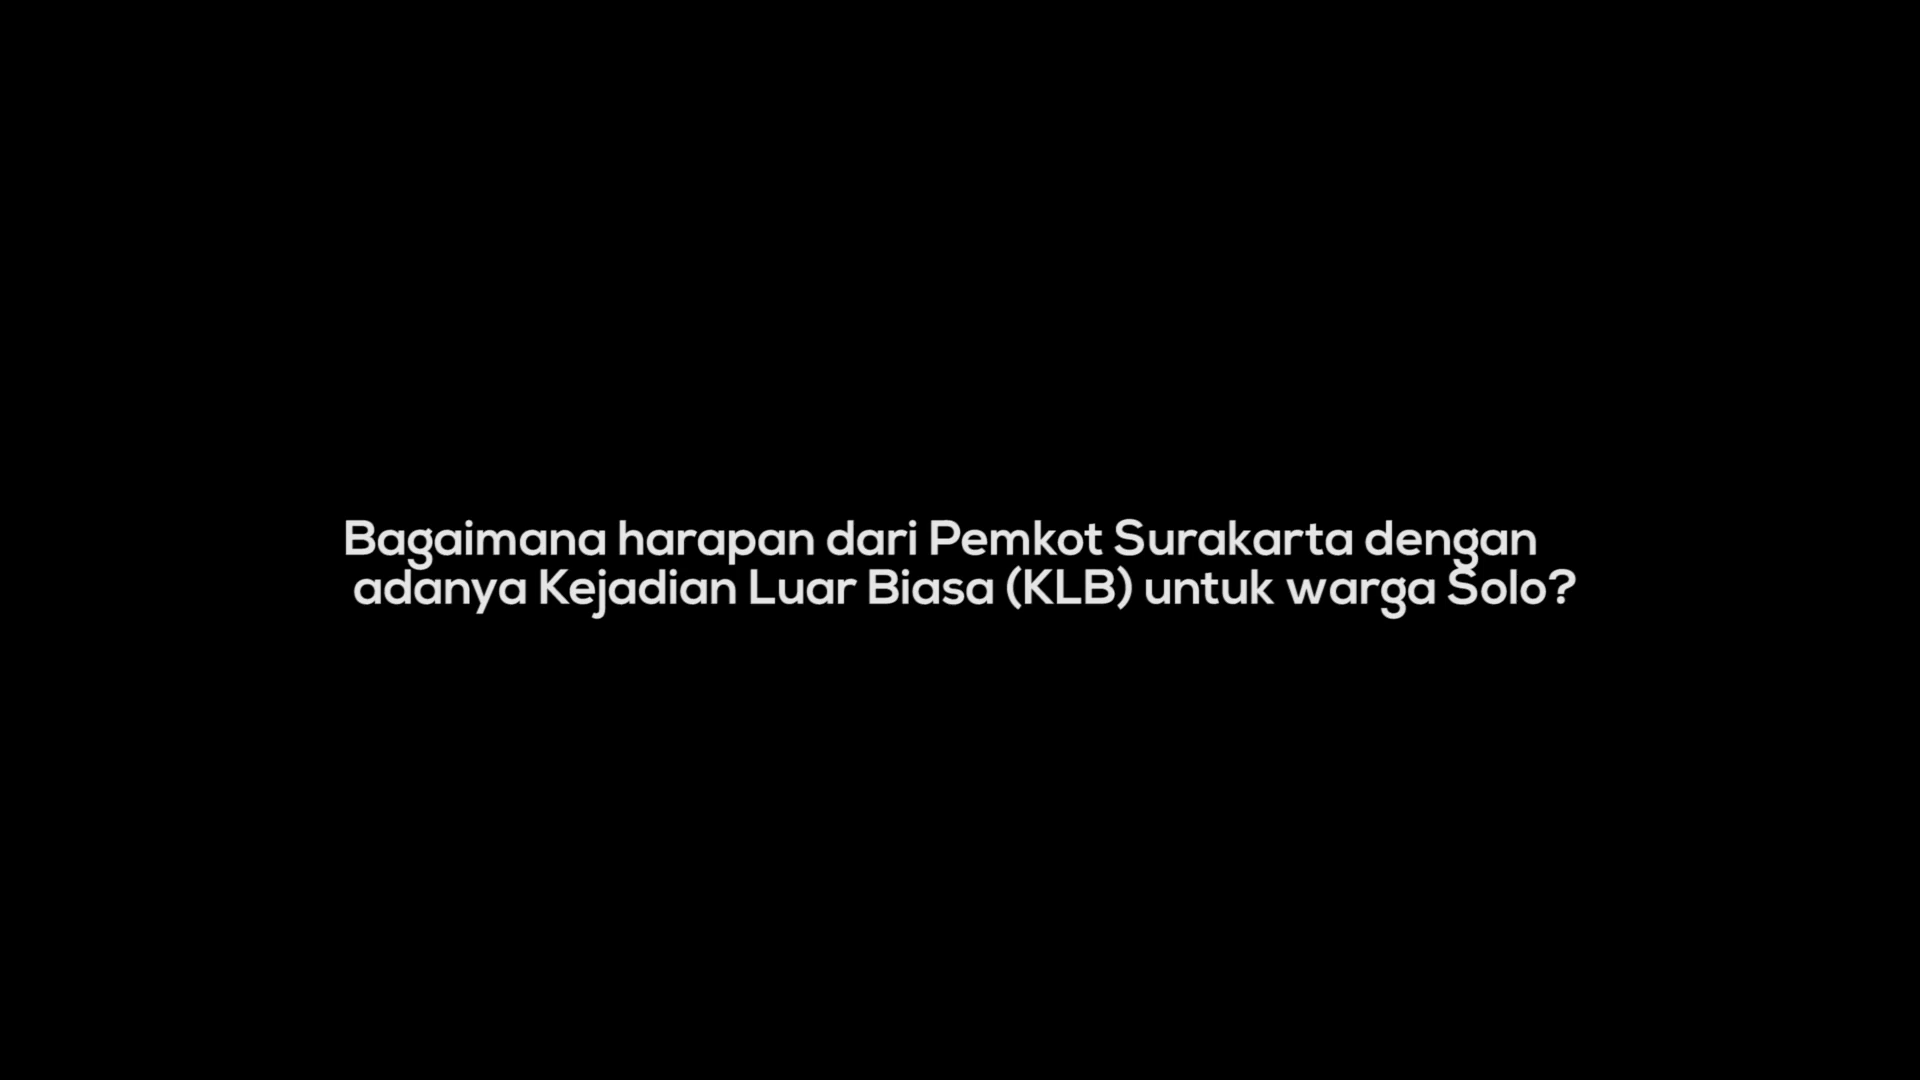 Bagaimana harapan dari Pemkot Surakarta dengan
adanya Kejadian Luar Biasa (KLB) untuk warga Solo?